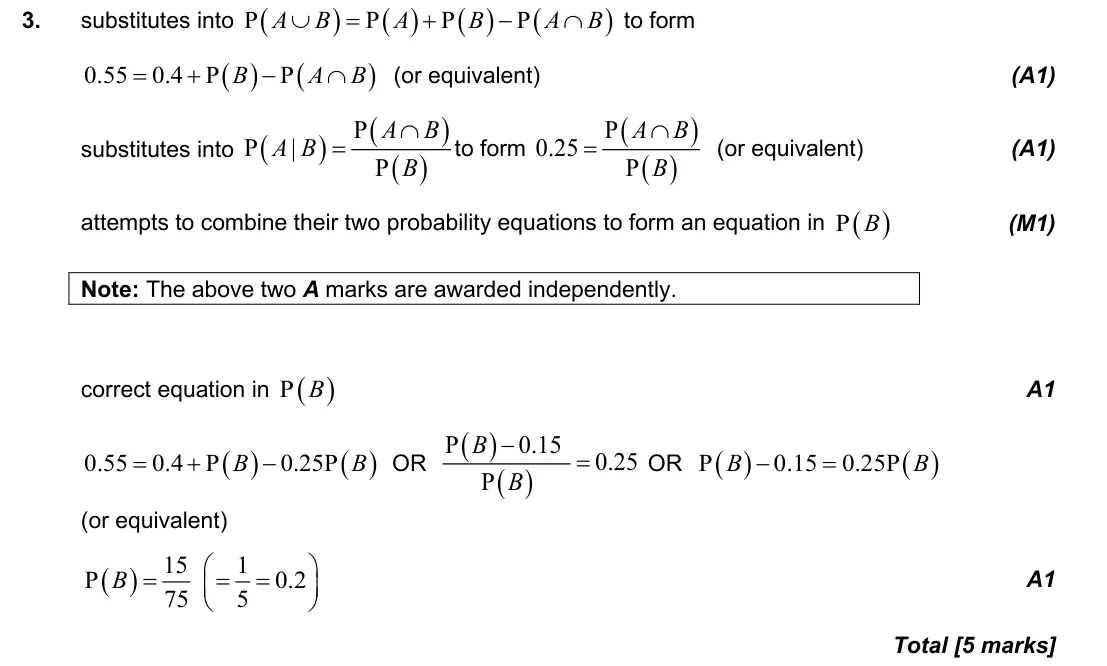 3. substitutes into P(A∪B)=P(A)+P(B)−P(A∩B) to form
0.55=0.4+P(B)−P(A∩B) (or equivalent) (A1)
substitutes into P(A|B)=P(A∩B)/P(B) to form 0.25=P(A∩B)/P(B) (or equivalent) (A1)
attempts to combine their two probability equations to form an equation in P(B) (M1)
Note: The above two A marks are awarded independently.
correct equation in P(B) A1
0.55=0.4+P(B)−0.25P(B) OR (P(B)−0.15)/P(B)=0.25 OR P(B)−0.15=0.25P(B)
(or equivalent)
P(B)=15/75 (=1/5=0.2) A1
Total [5 marks]